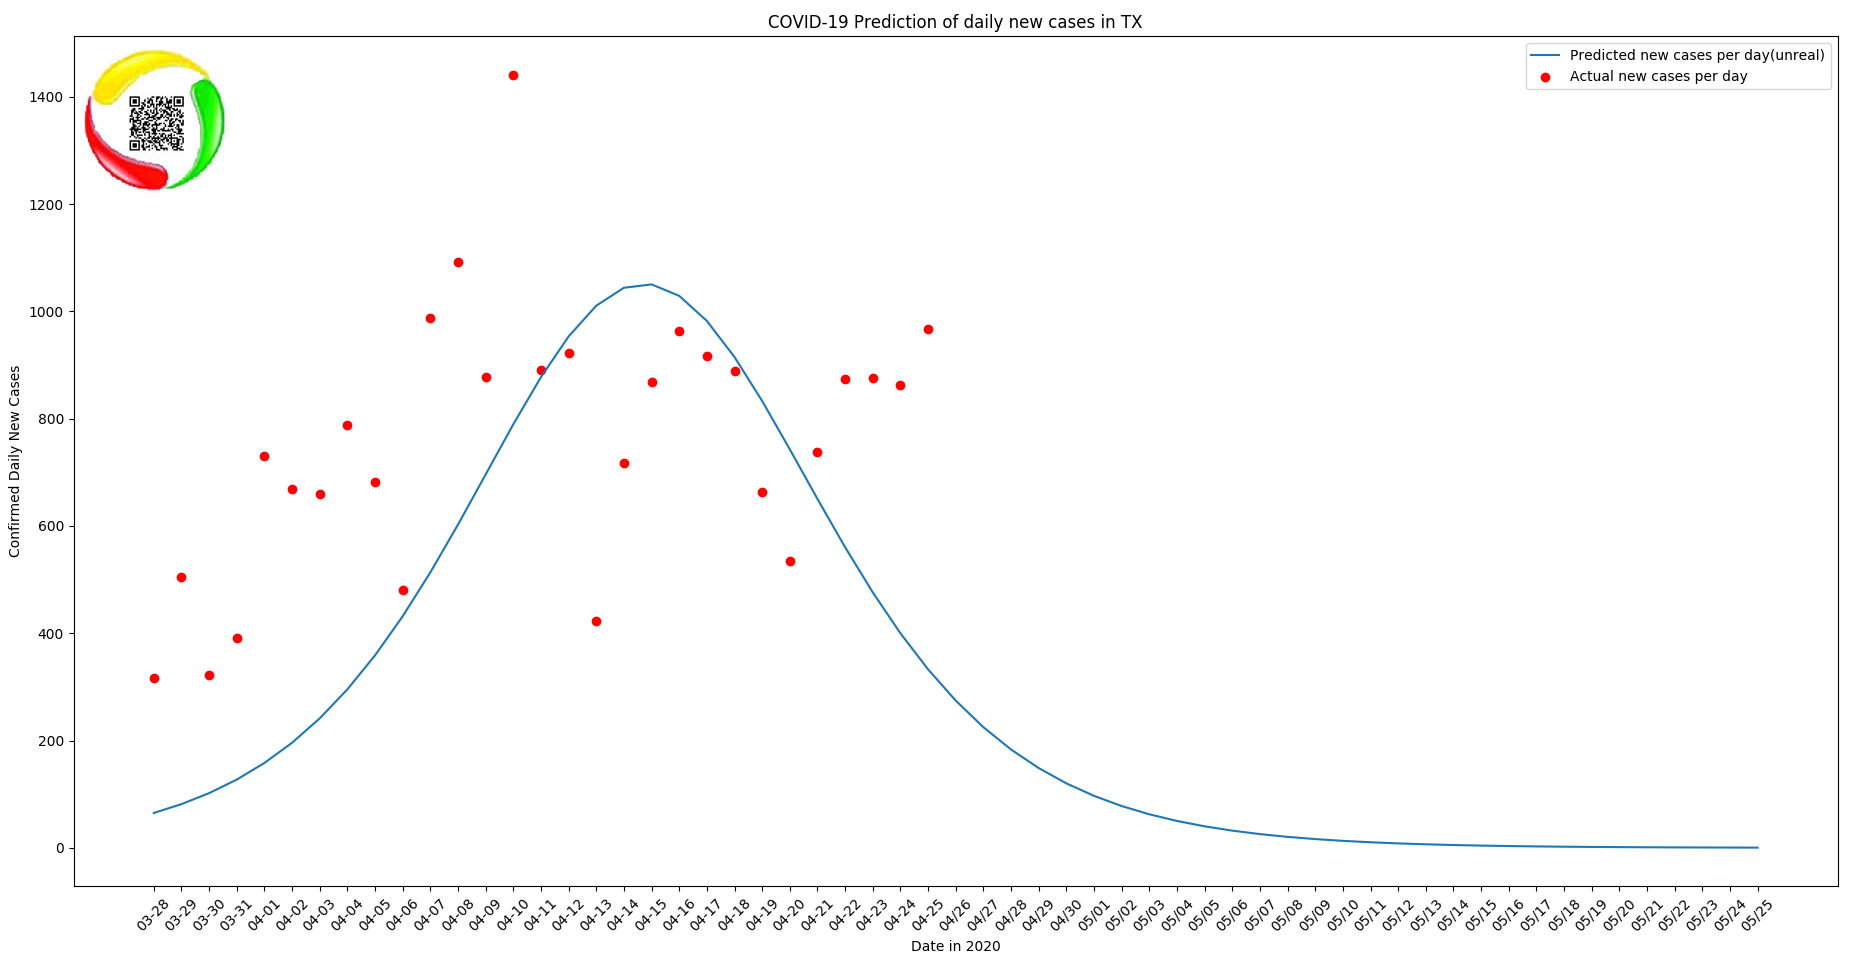 COVID-19 Prediction of daily new cases in TX
Predicted new cases per day(unreal)
Actual new cases per day
1400
1200
1000
800
600
400
200
0
Confirmed Daily New Cases
03-28 03-29 03-30 03-31 04-01 04-02 04-03 04-04 04-05 04-06 04-07 04-08 04-09 04-10 04-11 04-12 04-13 04-14 04-15 04-16 04-17 04-18 04-19 04-20 04-21 04-22 04-23 04-24 04-25 04/26 04/27 04/28 04/29 04/30 05/01 05/02 05/03 05/04 05/05 05/06 05/07 05/08 05/09 05/10 05/11 05/12 05/13 05/14 05/15 05/16 05/17 05/18 05/19 05/20 05/21 05/22 05/23 05/24 05/25
Date in 2020